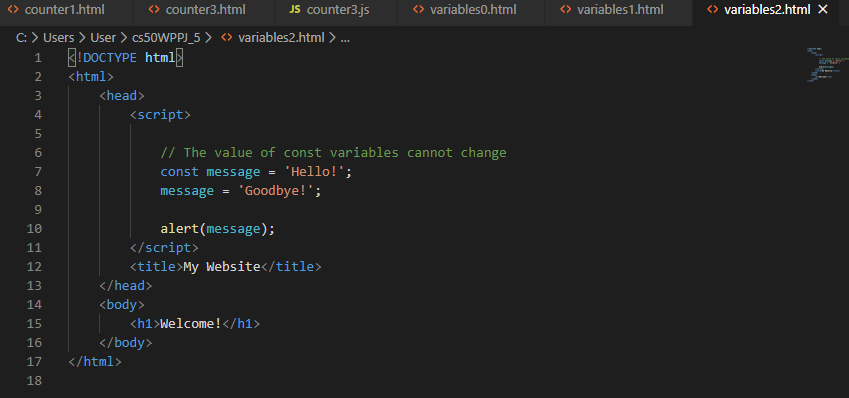 counter1.html counter3.html JS counter3.js variables0.html variables1.html variables2.html
C: > Users > User > cs50WPPJ_5 > variables2.html > ...
1 <!DOCTYPE html>
2 <html>
3 <head>
4 <script>
5
6 // The value of const variables cannot change
7 const message = 'Hello!';
8 message = 'Goodbye!';
9
10 alert(message);
11 </script>
12 <title>My Website</title>
13 </head>
14 <body>
15 <h1>Welcome!</h1>
16 </body>
17 </html>
18